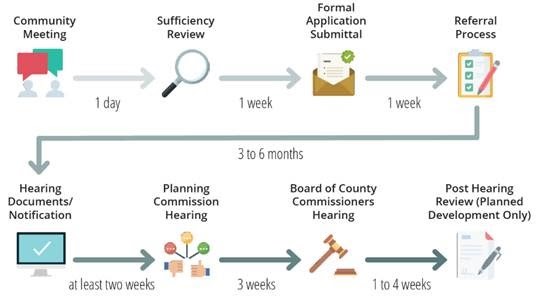 Community
Meeting
Sufficiency
Review
Formal
Application
Submittal
Referral
Process
1 day
1 week
1 week
3 to 6 months
Hearing
Documents/
Notification
Planning
Commission
Hearing
Board of County
Commissioners
Hearing
Post Hearing
Review (Planned
Development Only)
at least two weeks
3 weeks
1 to 4 weeks